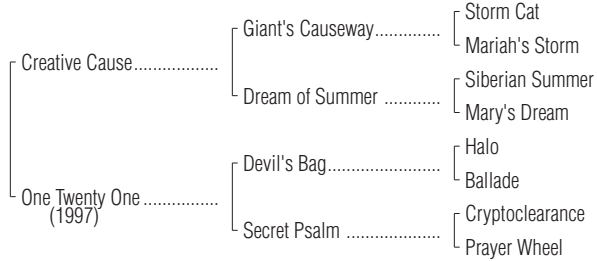 Storm Cat
Giant's Causeway..............
Mariah's Storm
Creative Cause..................
Siberian Summer
Dream of Summer ............
Mary's Dream
Halo
Devil's Bag........................
Ballade
One Twenty One ................
(1997)
Cryptoclearance
Secret Psalm ....................
Prayer Wheel